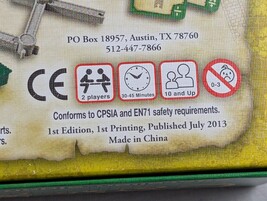 PO Box 18957, Austin, TX 78760
512-447-7866
CE
2 players
30-45 Minutes
10 and Up
0-3
Conforms to CPSIA and EN71 safety requirements.
rts. 1st Edition, 1st Printing, Published July 2013
Made in China